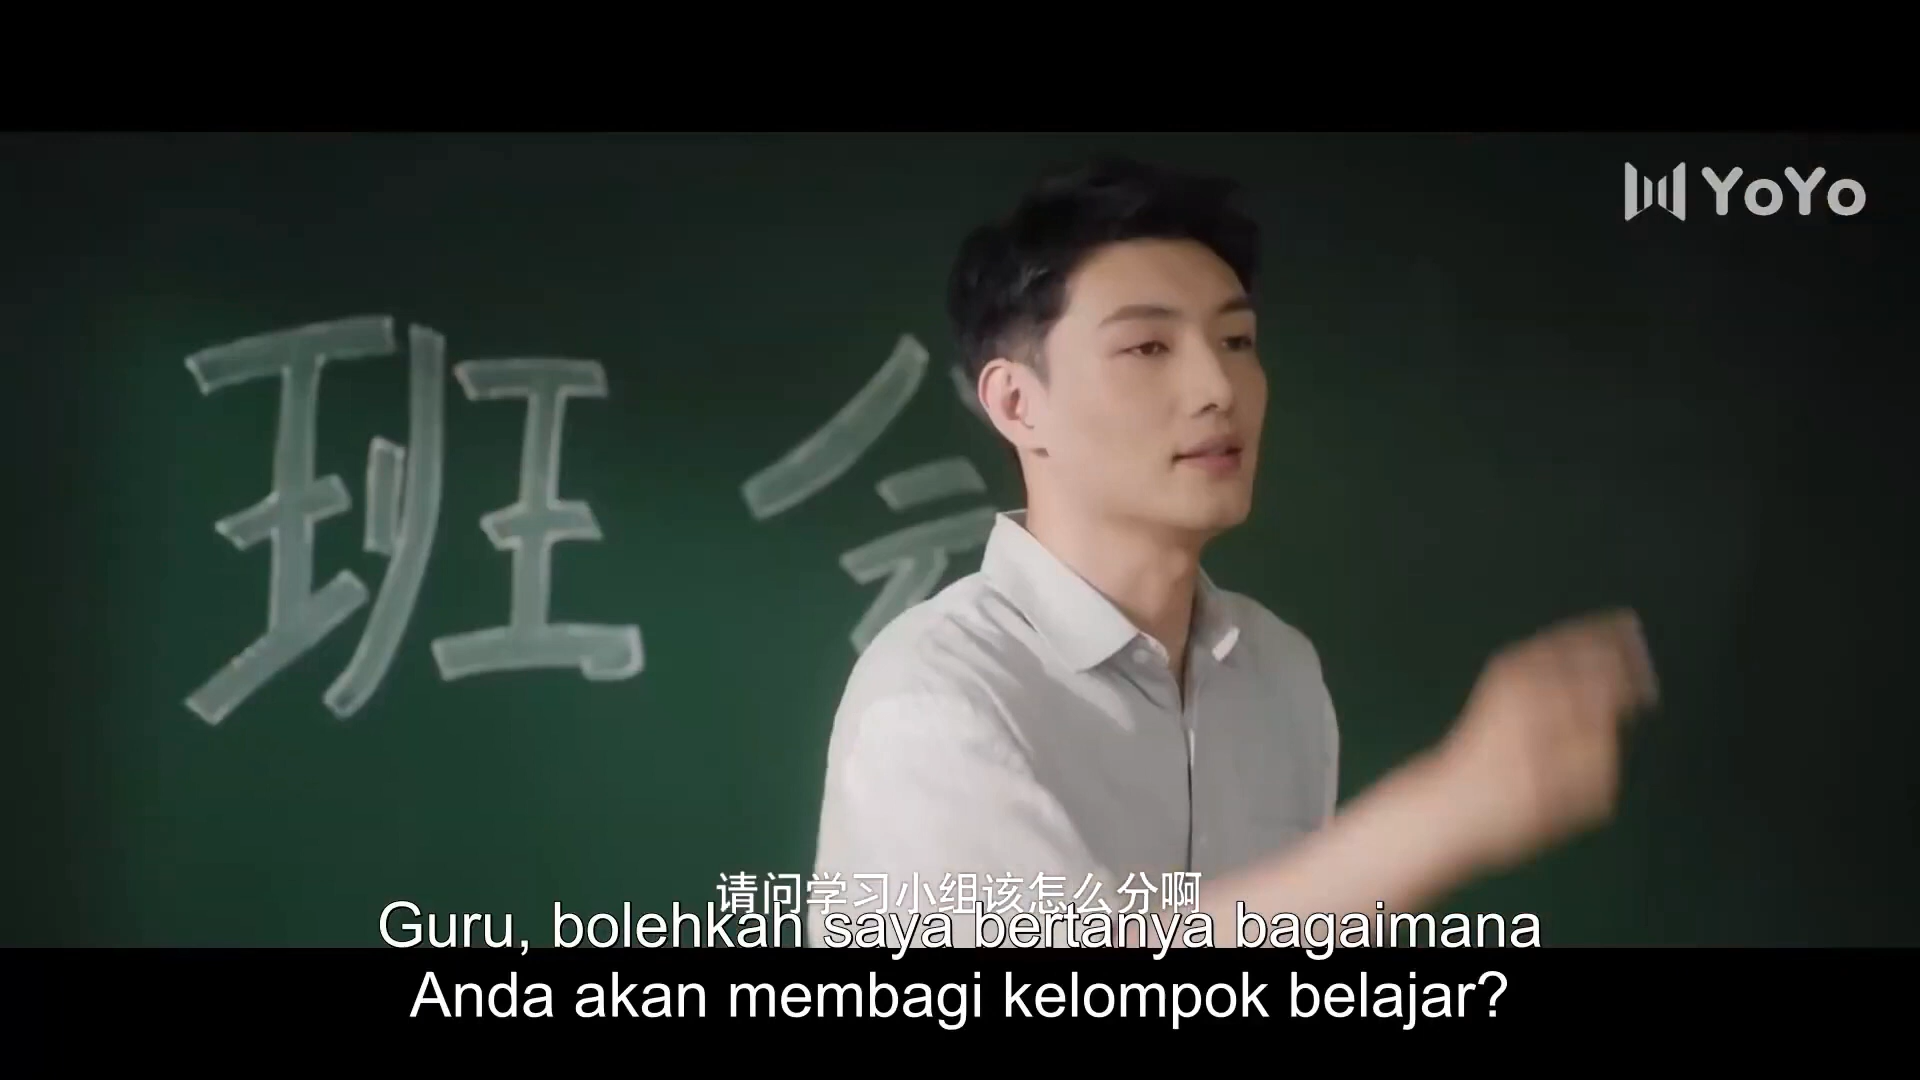 YoYo
班会
请问学习小组该怎么分啊
Guru, bolehkah saya bertanya bagaimana
Anda akan membagi kelompok belajar?